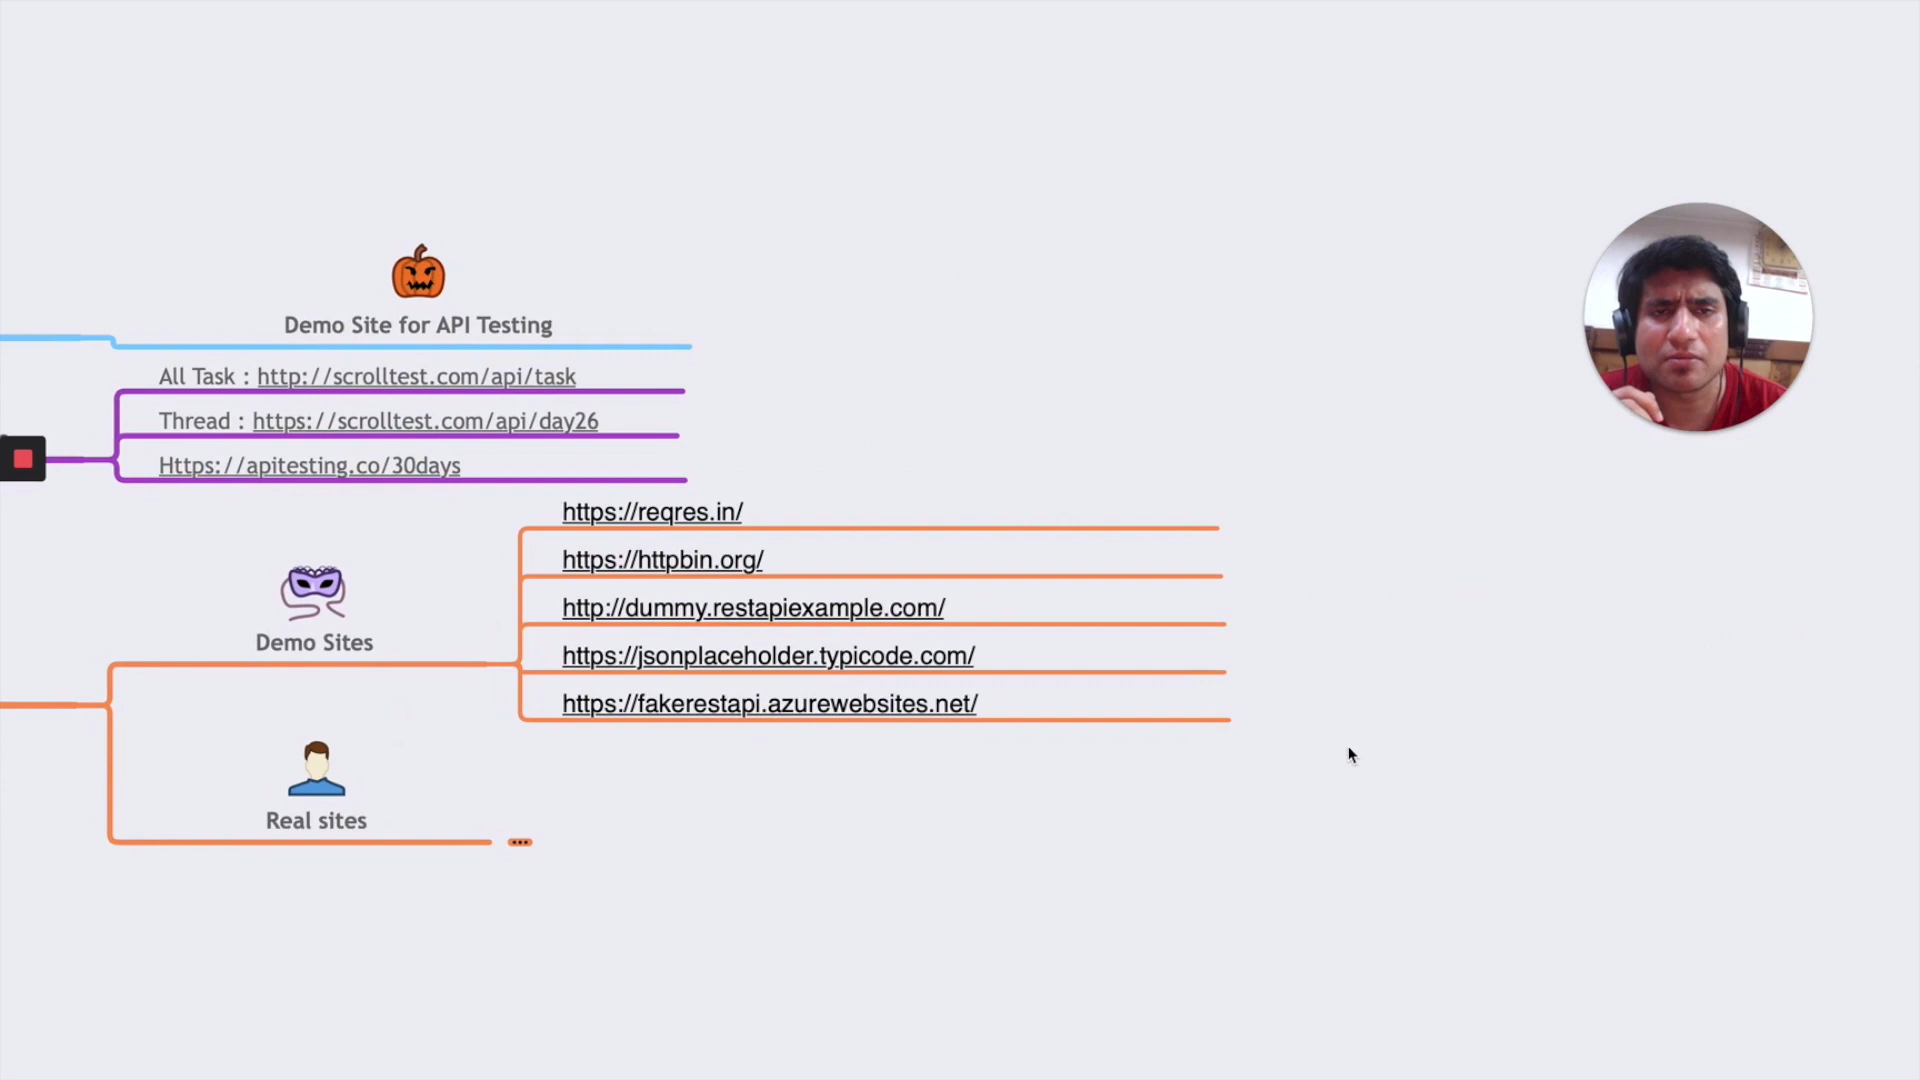 Demo Site for API Testing
All Task : http://scrolltest.com/api/task
Thread : https://scrolltest.com/api/day26
Https://apitesting.co/30days
https://reqres.in/
https://httpbin.org/
http://dummy.restapiexample.com/
Demo Sites
https://jsonplaceholder.typicode.com/
https://fakerestapi.azurewebsites.net/
Real sites